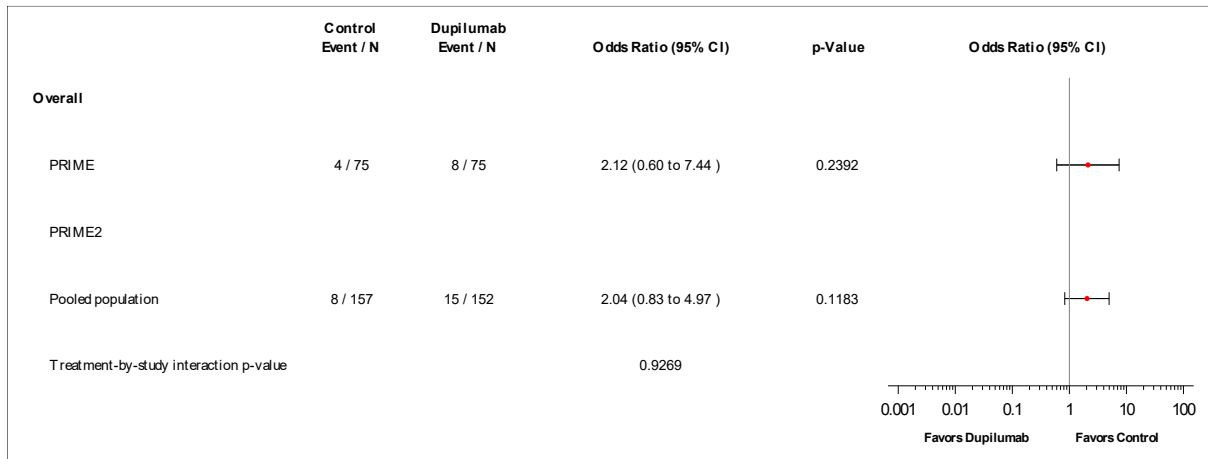 Control Dupilumab
Event / N Event / N Odds Ratio (95% CI) p-Value Odds Ratio (95% CI)
Overall
PRIME 4 / 75 8 / 75 2.12 (0.60 to 7.44 ) 0.2392
PRIME2
Pooled population 8 / 157 15 / 152 2.04 (0.83 to 4.97 ) 0.1183
Treatment-by-study interaction p-value 0.9269
0.001 0.01 0.1 1 10 100
Favors Dupilumab Favors Control